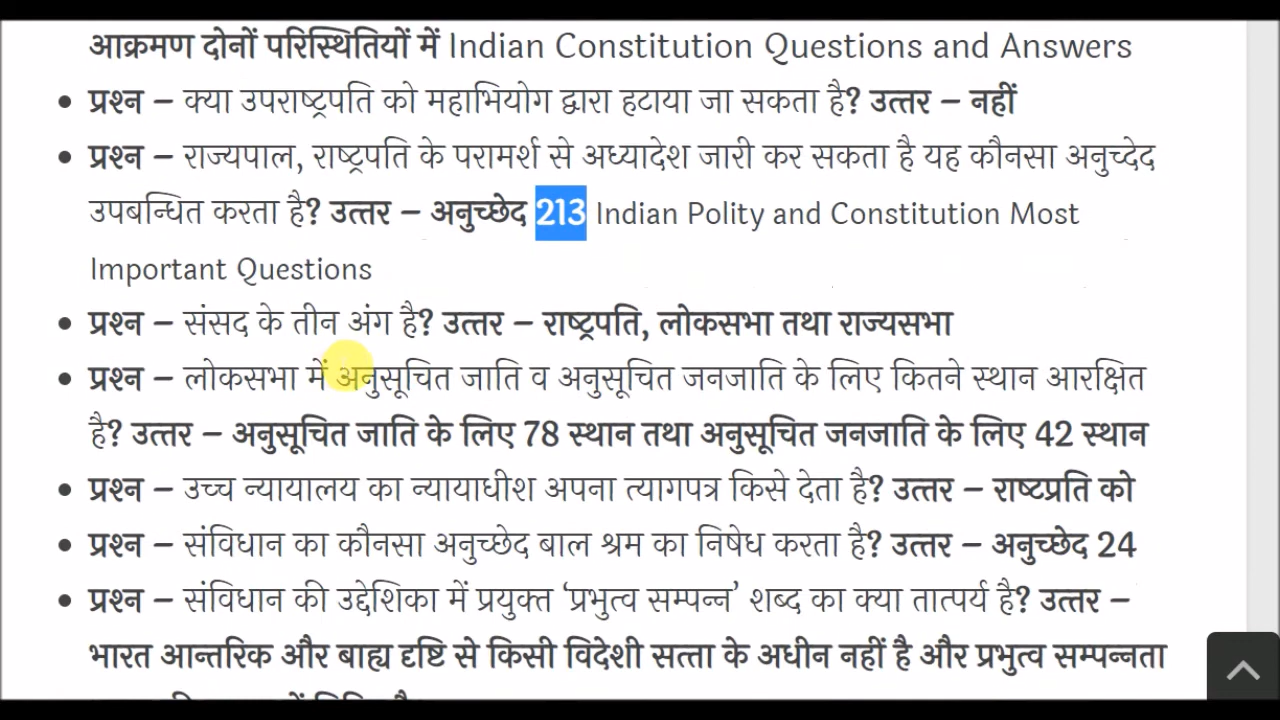 आक्रमण दोनों परिस्थितियों में Indian Constitution Questions and Answers
• प्रश्न – क्या उपराष्ट्रपति को महाभियोग द्वारा हटाया जा सकता है? उत्तर – नहीं
• प्रश्न – राज्यपाल, राष्ट्रपति के परामर्श से अध्यादेश जारी कर सकता है यह कौनसा अनुच्देद
उपबन्धित करता है? उत्तर – अनुच्छेद 213 Indian Polity and Constitution Most
Important Questions
• प्रश्न – संसद के तीन अंग है? उत्तर – राष्ट्रपति, लोकसभा तथा राज्यसभा
• प्रश्न – लोकसभा में अनुसूचित जाति व अनुसूचित जनजाति के लिए कितने स्थान आरक्षित
है? उत्तर – अनुसूचित जाति के लिए 78 स्थान तथा अनुसूचित जनजाति के लिए 42 स्थान
• प्रश्न – उच्च न्यायालय का न्यायाधीश अपना त्यागपत्र किसे देता है? उत्तर – राष्टप्रति को
• प्रश्न – संविधान का कौनसा अनुच्छेद बाल श्रम का निषेध करता है? उत्तर – अनुच्छेद 24
• प्रश्न – संविधान की उद्देशिका में प्रयुक्त ‘प्रभुत्व सम्पन्न’ शब्द का क्या तात्पर्य है? उत्तर –
भारत आन्तरिक और बाह्य दृष्टि से किसी विदेशी सत्ता के अधीन नहीं है और प्रभुत्व सम्पन्नता